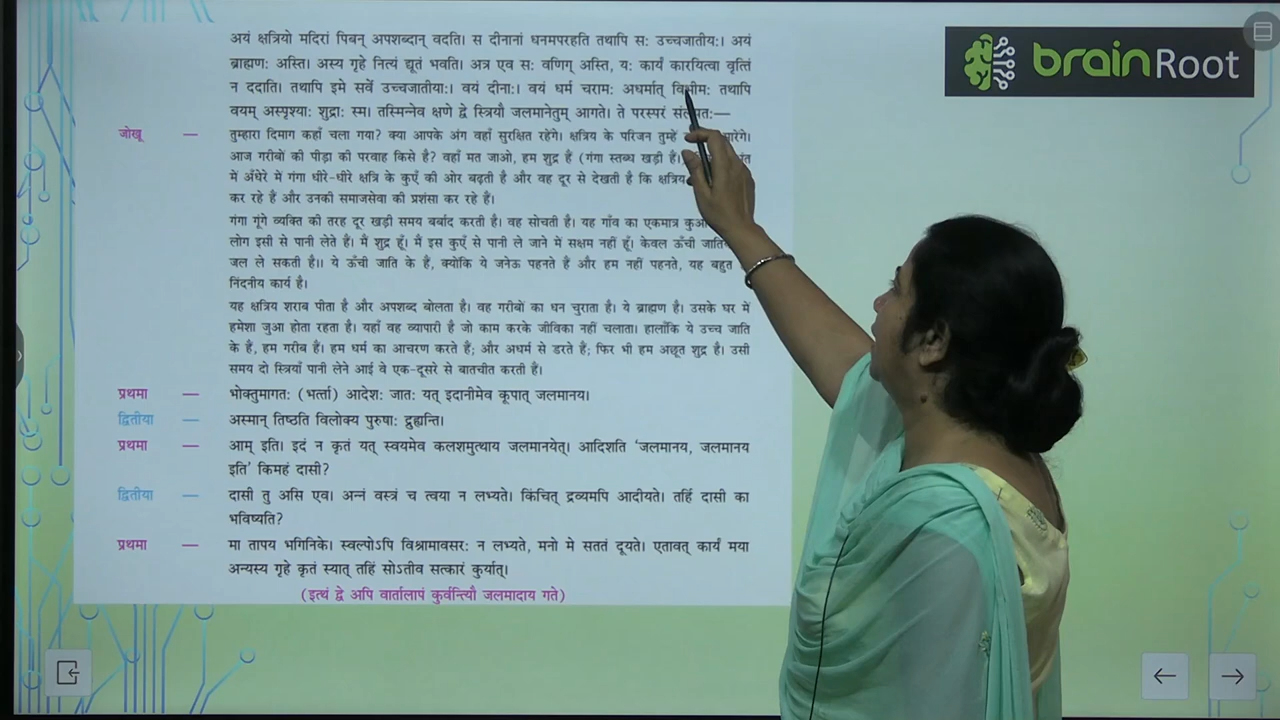 brainRoot
अयं क्षत्रियो मदिरां पिबन् अपशब्दान् वदति। स दीनानां धनमपहरति तथापि स: उच्चजातीय:। अयं
ब्राह्मण: अस्ति। अस्य गृहे नित्यं द्यूतं भवति। अत्र एव स: वणिग् अस्ति, य: कार्यं कारयित्वा वृत्तिं
न ददाति। तथापि इमे सर्वे उच्चजातीया:। वयं दीना:। वयं धर्मं चराम: अधर्मात् तथापि
वयम् अस्पृश्या: शूद्रा: स्म। तस्मिन्नेव क्षणे द्वे स्त्रियौ जलमानेतुम् आगते। ते परस्परं
जोखू — तुम्हारा दिमाग कहाँ चला गया? क्या आपके अंग वहाँ सुरक्षित रहेंगे। क्षत्रिय के परिजन तुम्हें
आज गरीबों की पीड़ा की परवाह किसे है? वहाँ मत जाओ, हम शूद्र हैं (गंगा स्तब्ध खड़ी है।
में अँधेरे में गंगा धीरे-धीरे क्षत्रि के कुएँ की ओर बढ़ती है और वह दूर से देखती है कि क्षत्रिय
कर रहे हैं और उनकी समाजसेवा की प्रशंसा कर रहे हैं।
गंगा गूंगे व्यक्ति की तरह दूर खड़ी समय बर्बाद करती है। वह सोचती है। यह गाँव का एकमात्र
लोग इसी से पानी लेते हैं। मैं शूद्र हूँ। मैं इस कुएँ से पानी ले जाने में सक्षम नहीं हूँ। केवल ऊँची
जल ले सकती है।। ये ऊँची जाति के हैं, क्योंकि ये जनेऊ पहनते हैं और हम नहीं पहनते, यह बहुत
निंदनीय कार्य है।
यह क्षत्रिय शराब पीता है और अपशब्द बोलता है। वह गरीबों का धन चुराता है। ये ब्राह्मण है। उसके घर में
हमेशा जुआ होता रहता है। यहाँ वह व्यापारी है जो काम करके जीविका नहीं चलाता। हालाँकि ये उच्च जाति
के हैं, हम गरीब हैं। हम धर्म का आचरण करते हैं; और अधर्म से डरते हैं; फिर भी हम अछूत शूद्र हैं। उसी
समय दो स्त्रियाँ पानी लेने आई वे एक-दूसरे से बातचीत करती हैं।
प्रथमा — भोक्तुमागत: (भर्त्ता) आदेश: जात: यत् इदानीमेव कूपात् जलमानय।
द्वितीया — अस्मान् तिष्ठति विलोक्य पुरुषा: द्रुह्यन्ति।
प्रथमा — आम् इति। इदं न कृतं यत् स्वयमेव कलशमुत्थाय जलमानयेत्। आदिशति ‘जलमानय, जलमानय
इति’ किमहं दासी?
द्वितीया — दासी तु असि एव। अन्नं वस्त्रं च त्वया न लभ्यते। किंचित् द्रव्यमपि आदीयते। तर्हि दासी का
भविष्यति?
प्रथमा — मा तापय भगिनिके। स्वल्पोऽपि विश्रामावसर: न लभ्यते, मनो मे सततं दूयते। एतावत् कार्यं मया
अन्यस्य गृहे कृतं स्यात् तर्हि सोऽतीव सत्कारं कुर्यात्।
(इत्थं द्वे अपि वार्तालापं कुर्वन्त्यौ जलमादाय गते)